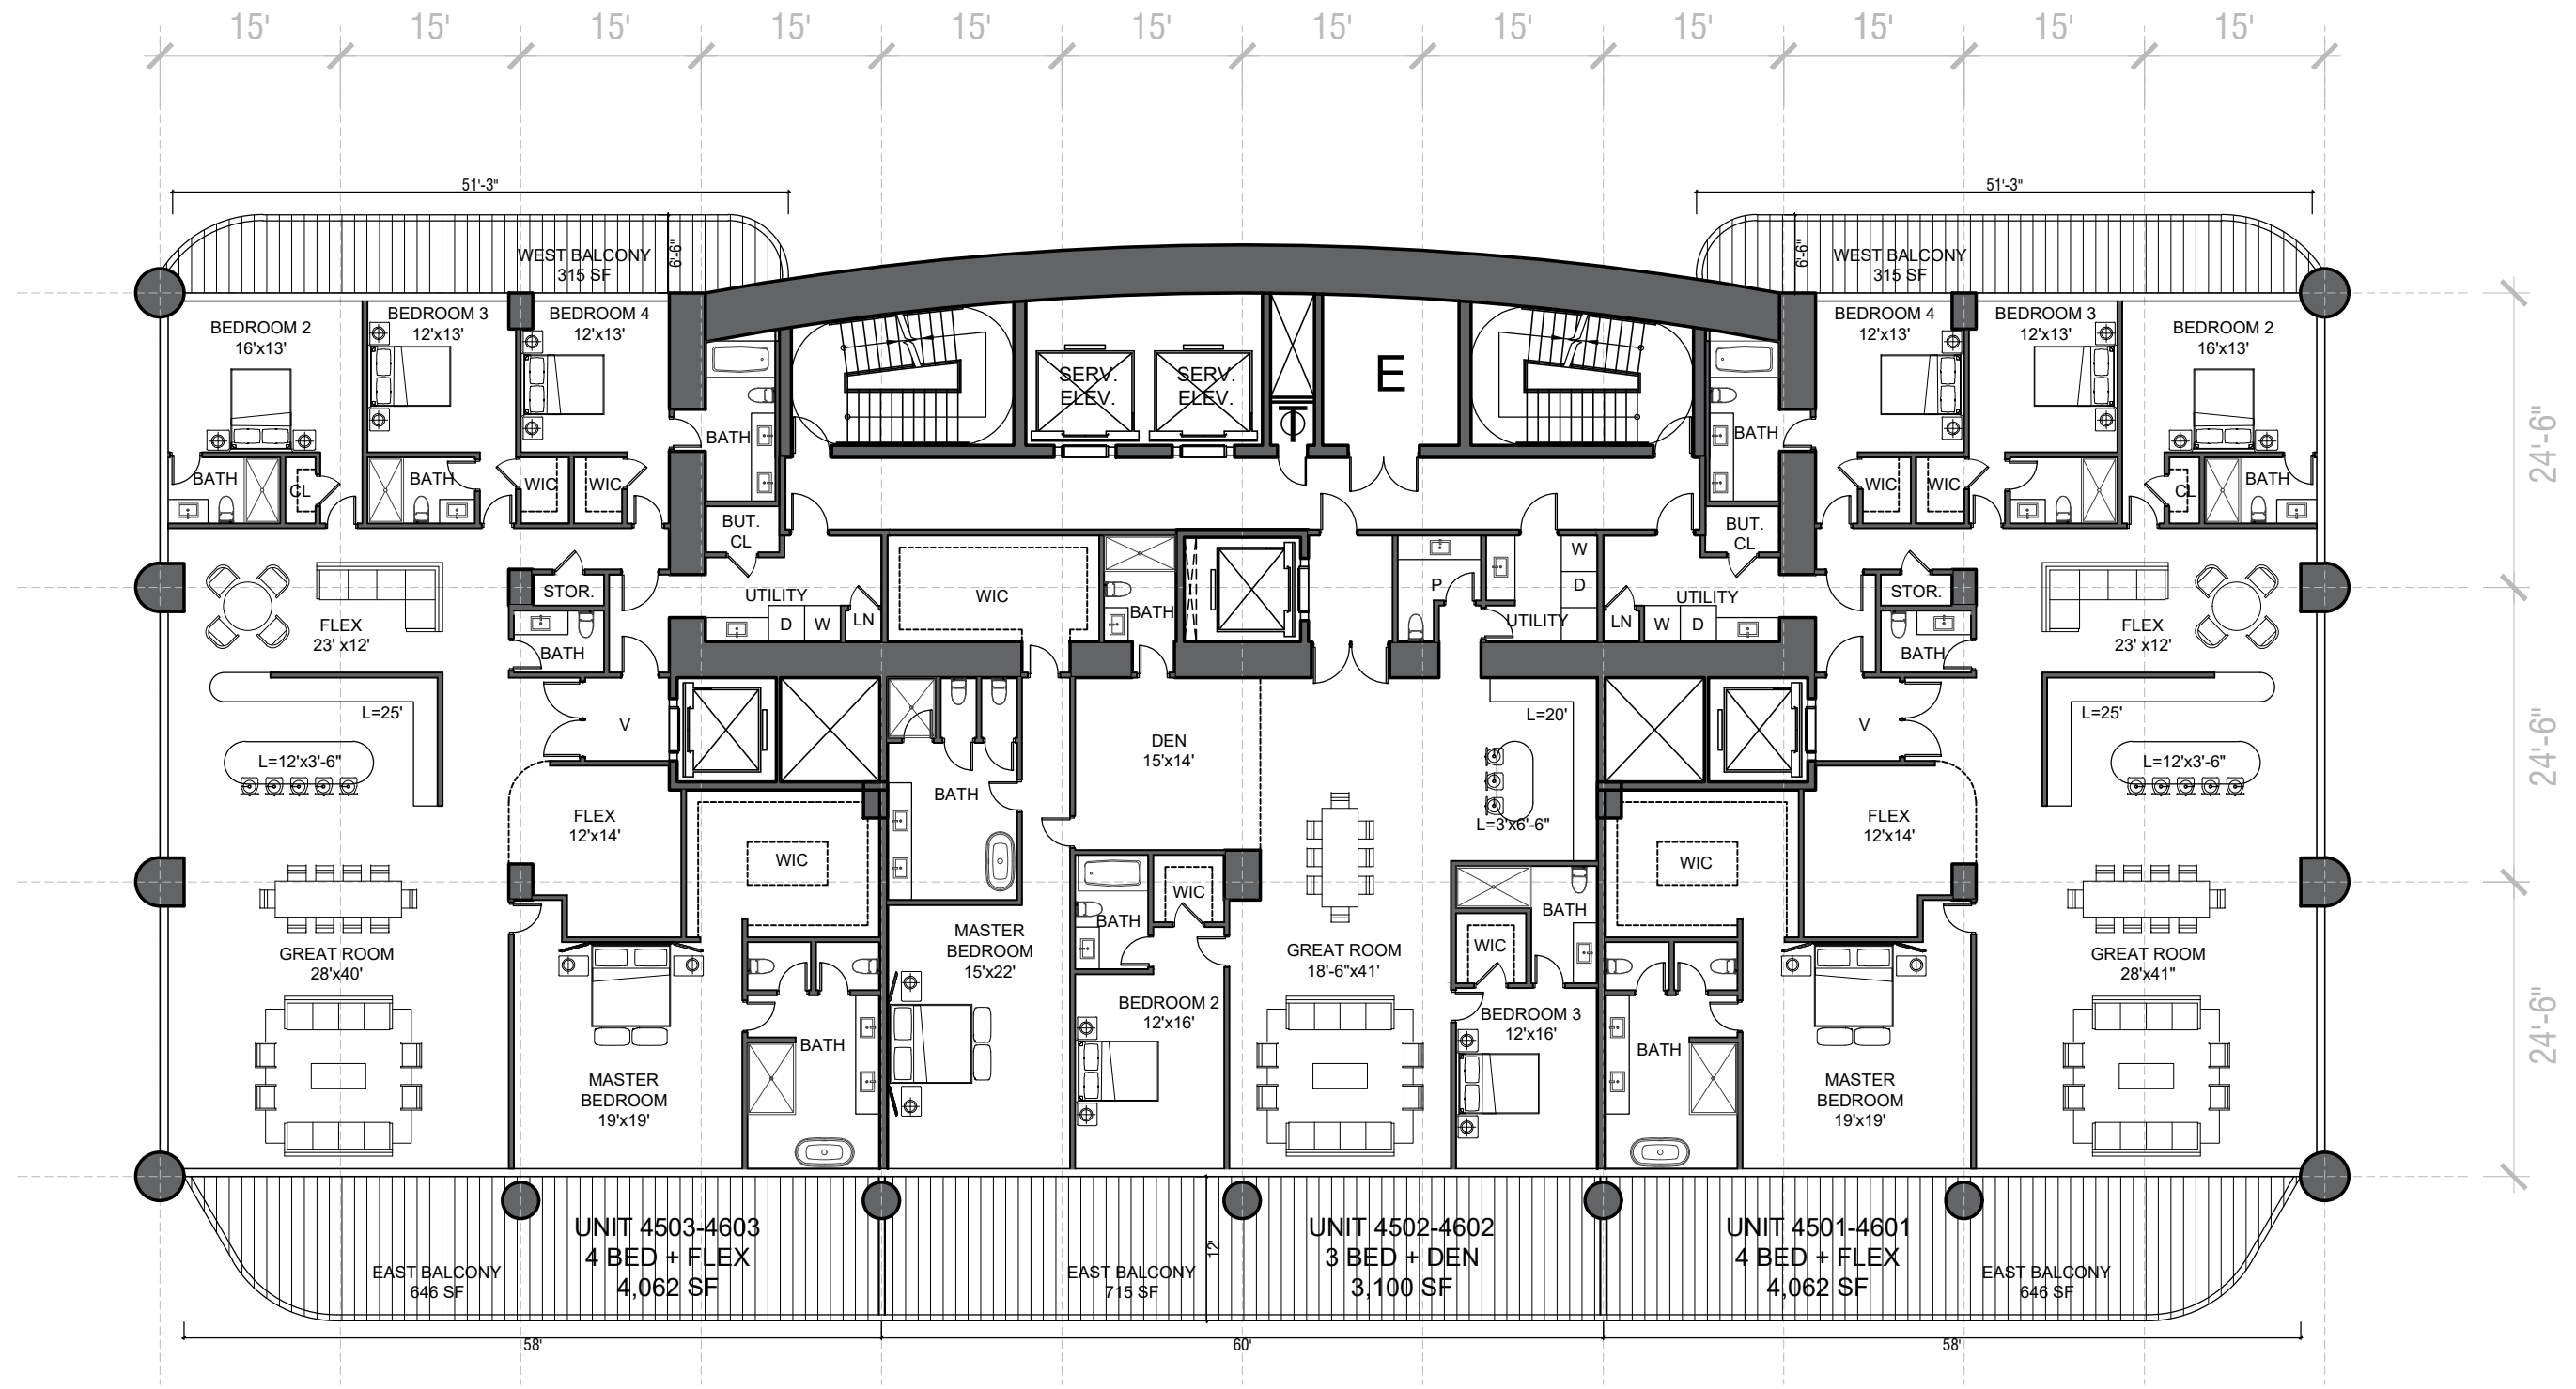 15' 15' 15' 15' 15' 15' 15' 15' 15' 15' 15' 15'
51'-3" 51'-3"
WEST BALCONY
315 SF
6'-6"
6'-6"
WEST BALCONY
315 SF
BEDROOM 2
16'x13'
BEDROOM 3
12'x13'
BEDROOM 4
12'x13'
SERV.
ELEV.
SERV.
ELEV.
E
T
BEDROOM 4
12'x13'
BEDROOM 3
12'x13'
BEDROOM 2
16'x13'
24'-6"
BATH
CL
BATH
WIC
WIC
BATH
BUT.
CL
BATH
BUT.
CL
WIC
WIC
CL
BATH
FLEX
23' x12'
STOR.
BATH
UTILITY
D
W
LN
WIC
BATH
P
UTILITY
W
D
UTILITY
LN
W
D
STOR.
BATH
FLEX
23' x12'
L=25'
L=12'x3'-6"
V
DEN
15'x14'
L=20'
L=3'x6'-6"
V
L=25'
L=12'x3'-6"
24'-6"
FLEX
12'x14'
WIC
BATH
BATH
WIC
BATH
WIC
WIC
FLEX
12'x14'
GREAT ROOM
28'x40'
MASTER
BEDROOM
15'x22'
GREAT ROOM
18'-6"x41'
GREAT ROOM
28'x41"
BEDROOM 2
12'x16'
BEDROOM 3
12'x16'
MASTER
BEDROOM
19'x19'
BATH
BATH
MASTER
BEDROOM
19'x19'
24'-6"
UNIT 4503-4603
4 BED + FLEX
4,062 SF
EAST BALCONY
646 SF
EAST BALCONY
715 SF
12'
UNIT 4502-4602
3 BED + DEN
3,100 SF
UNIT 4501-4601
4 BED + FLEX
4,062 SF
EAST BALCONY
646 SF
58' 60' 58'